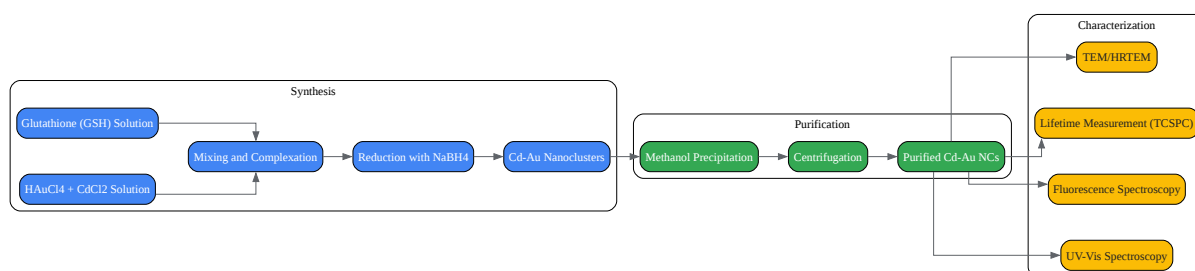 Synthesis
Glutathione (GSH) Solution
HAuCl4 + CdCl2 Solution
Mixing and Complexation
Reduction with NaBH4
Cd-Au Nanoclusters
Purification
Methanol Precipitation
Centrifugation
Purified Cd-Au NCs
Characterization
TEM/HRTEM
Lifetime Measurement (TCSPC)
Fluorescence Spectroscopy
UV-Vis Spectroscopy